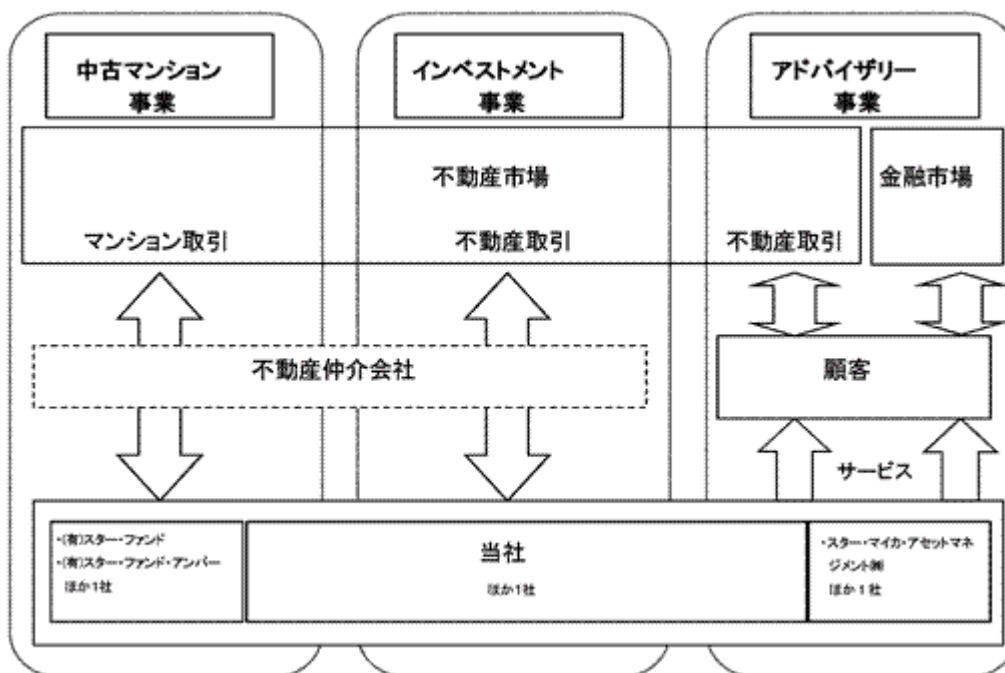 中古マンション
事業
インベストメント
事業
アドバイザリー
事業
不動産市場
金融市場
マンション取引
不動産取引
不動産取引
不動産仲介会社
顧客
サービス
・(有)スター・ファンド
・(有)スター・ファンド・アンバー
ほか1社
当社
ほか1社
・スター・マイカ・アセットマネ
ジメント㈱
ほか1社